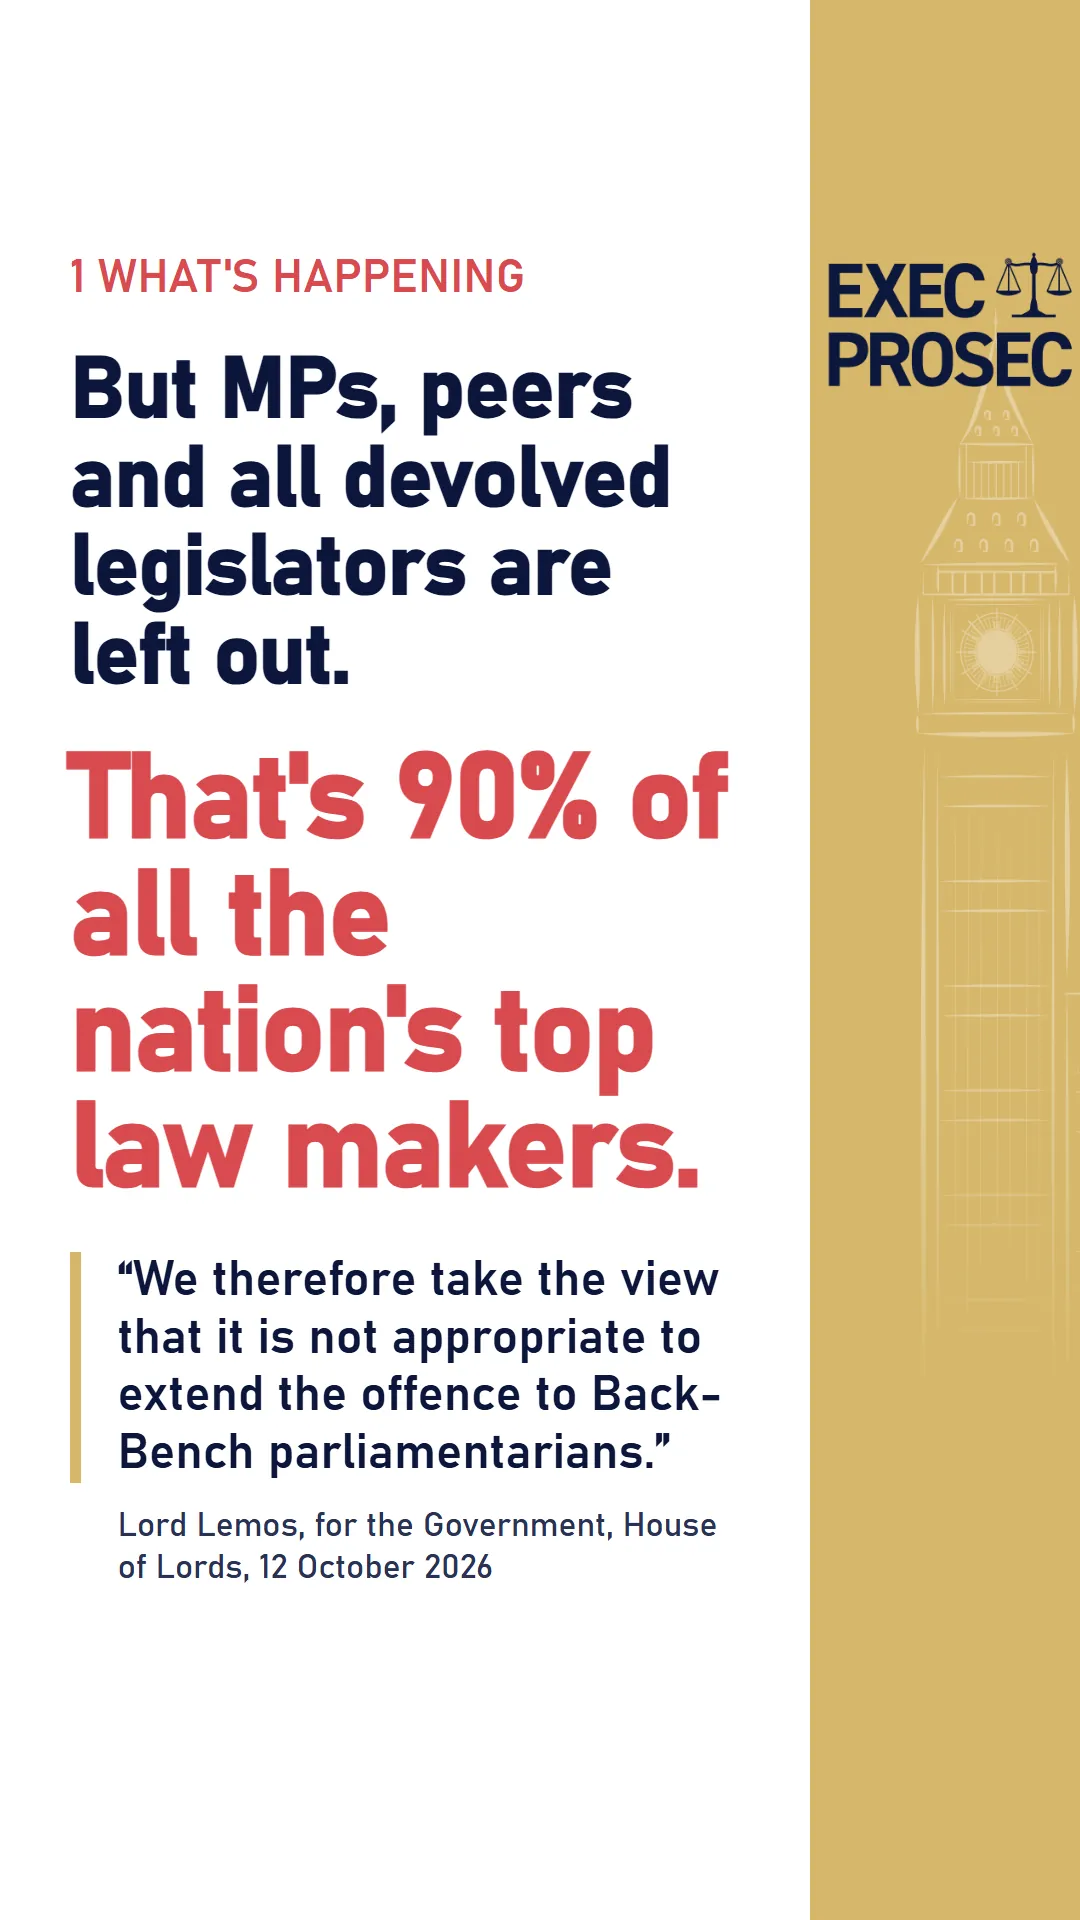 1 WHAT'S HAPPENING
EXEC
PROSEC
But MPs, peers
and all devolved
legislators are
left out.
That's 90% of
all the
nation's top
law makers.
“We therefore take the view
that it is not appropriate to
extend the offence to Back-
Bench parliamentarians.”
Lord Lemos, for the Government, House
of Lords, 12 October 2026